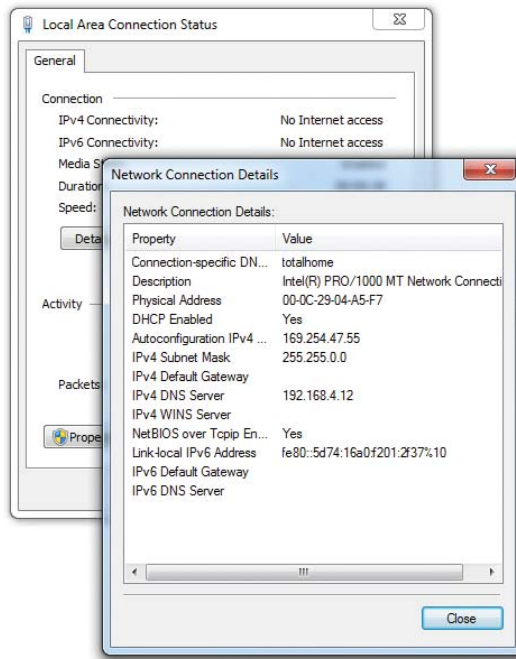 Local Area Connection Status
General
Connection
IPv4 Connectivity: No Internet access
IPv6 Connectivity: No Internet access
Media S
Duration
Speed:
Deta
Activity
Packets
Prope
Network Connection Details
Network Connection Details:
Property Value
Connection-specific DN... totalhome
Description Intel(R) PRO/1000 MT Network Connecti
Physical Address 00-0C-29-04-A5-F7
DHCP Enabled Yes
Autoconfiguration IPv4 ... 169.254.47.55
IPv4 Subnet Mask 255.255.0.0
IPv4 Default Gateway
IPv4 DNS Server 192.168.4.12
IPv4 WINS Server
NetBIOS over Tcpip En... Yes
Link-local IPv6 Address fe80::5d74:16a0:f201:2f37%10
IPv6 Default Gateway
IPv6 DNS Server
Close